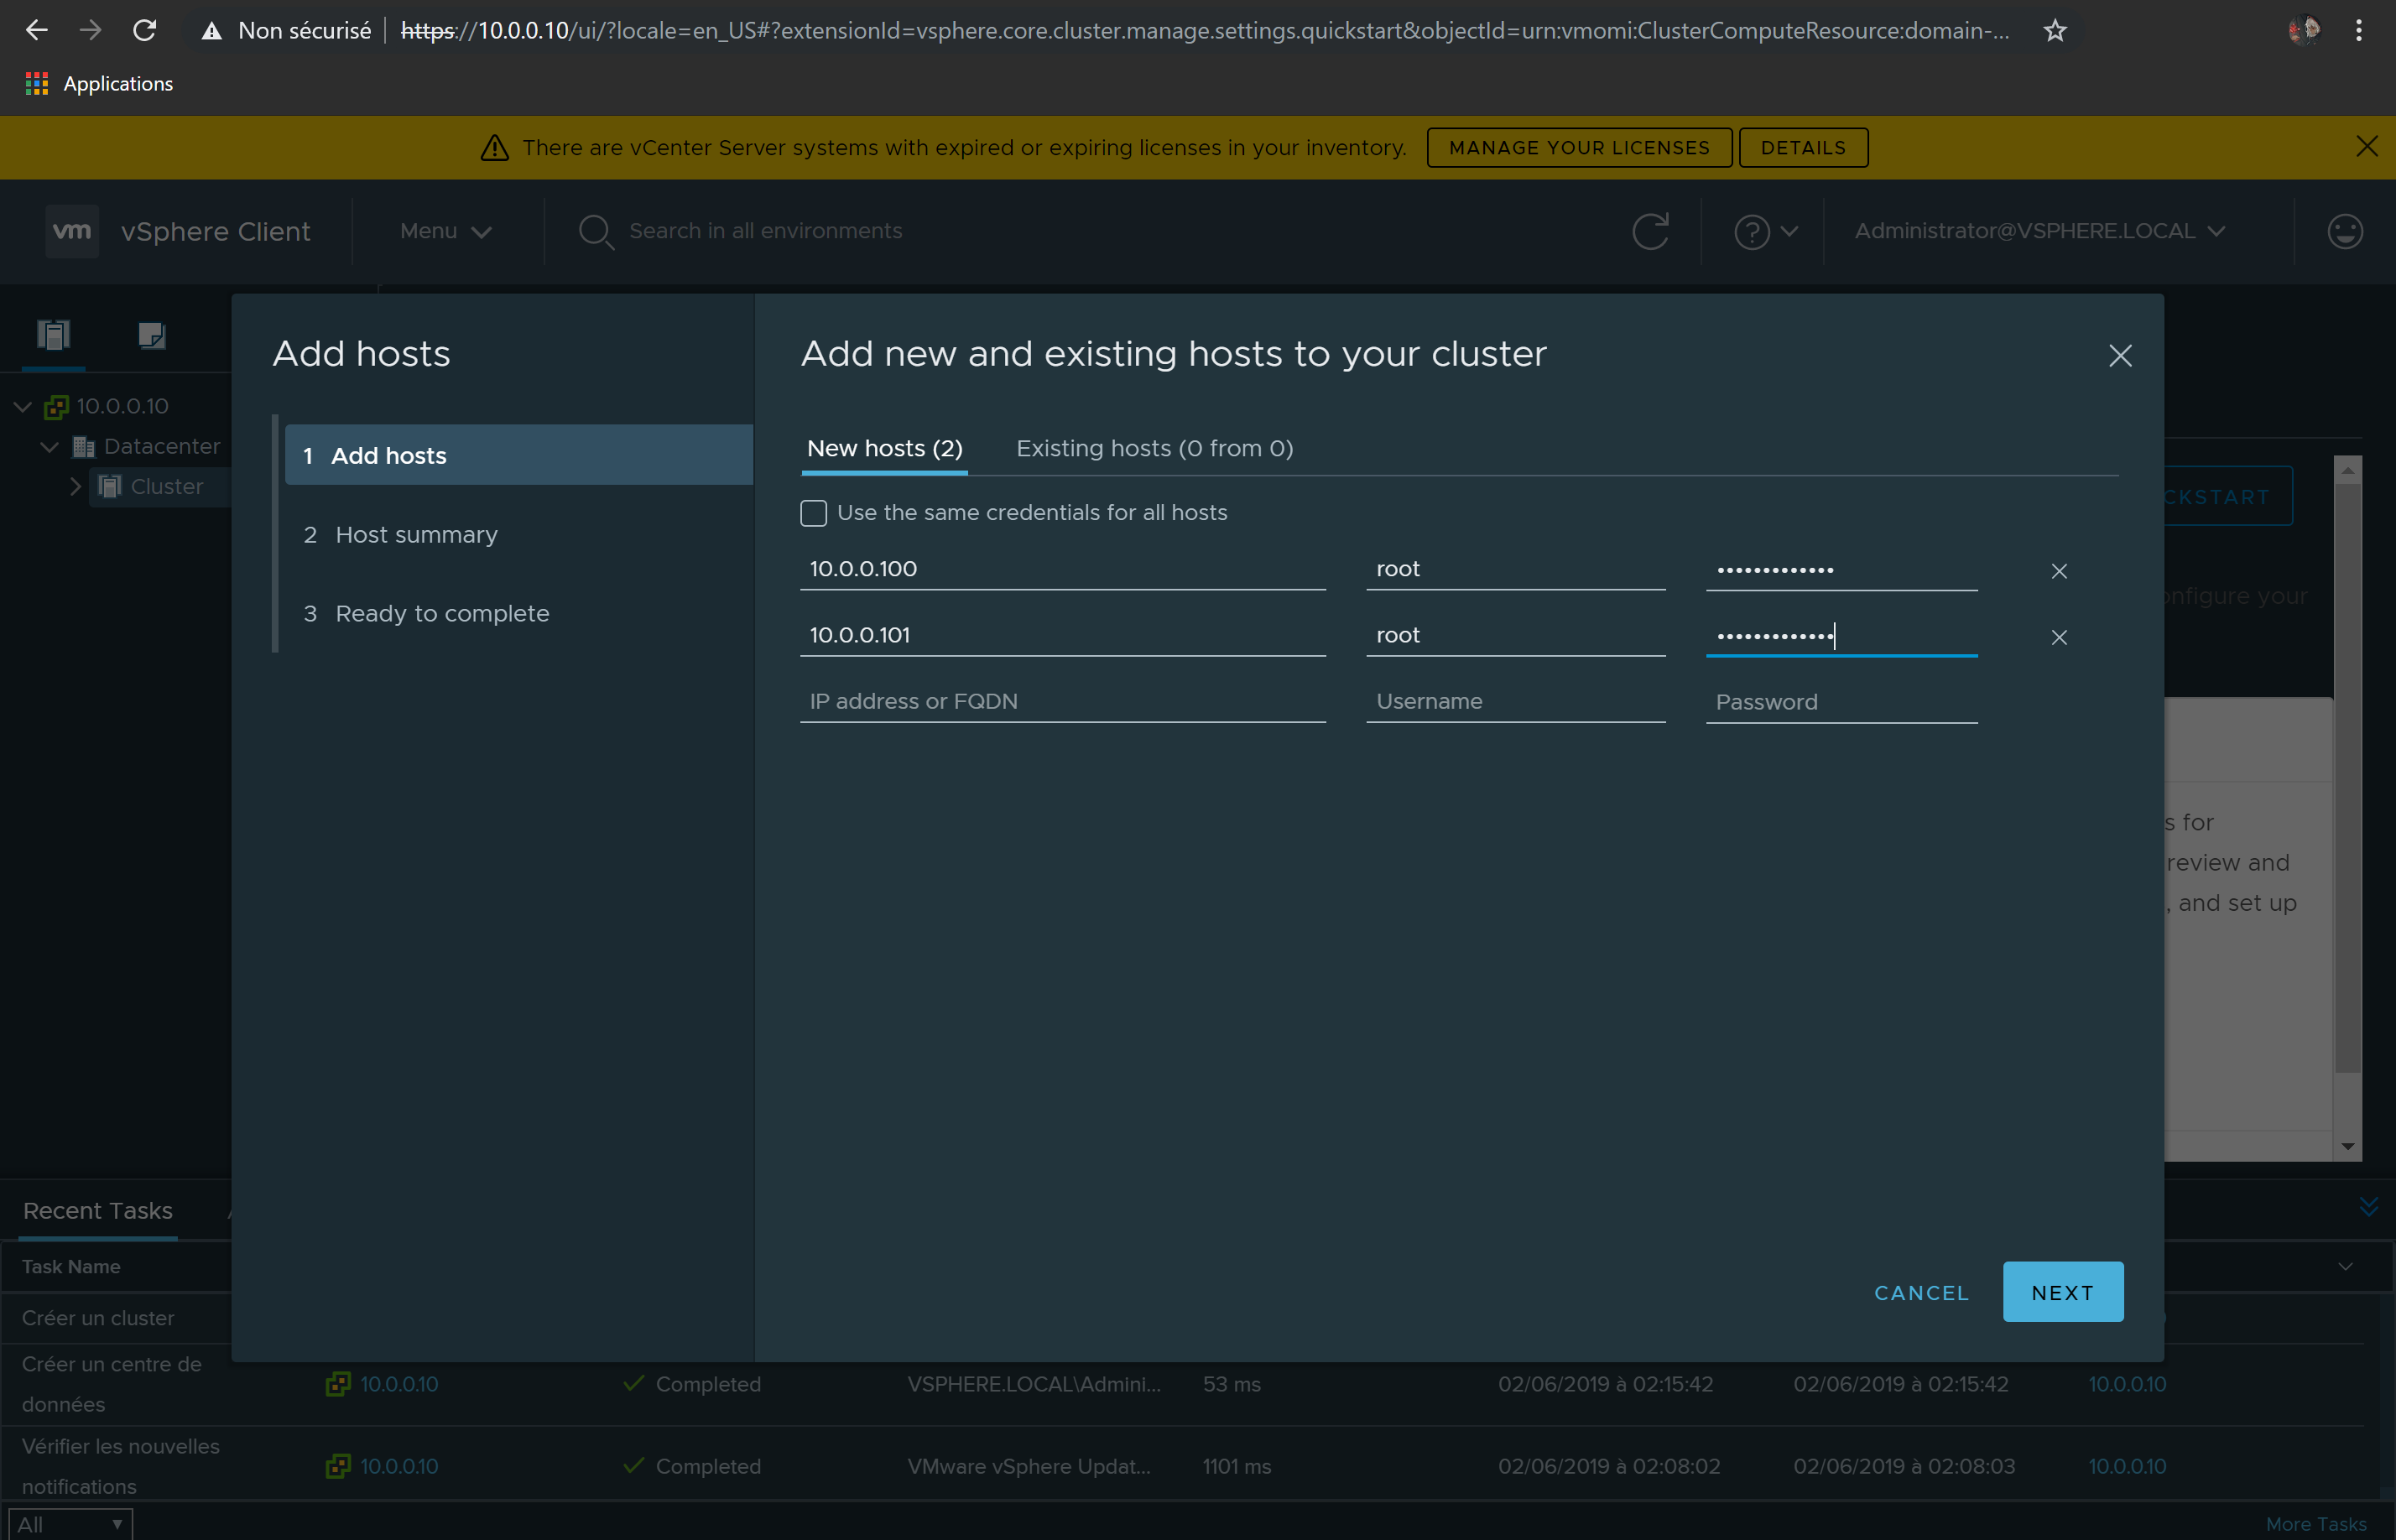 Non sécurisé
https://10.0.0.10/ui/?locale=en_US#?extensionId=vsphere.core.cluster.manage.settings.quickstart&objectId=urn:vmomi:ClusterComputeResource:domain-...
Applications
There are vCenter Server systems with expired or expiring licenses in your inventory.
MANAGE YOUR LICENSES
DETAILS
vm
vSphere Client
Menu
Search in all environments
Administrator@VSPHERE.LOCAL
10.0.0.10
Datacenter
Cluster
Add hosts
1 Add hosts
2 Host summary
3 Ready to complete
Add new and existing hosts to your cluster
New hosts (2)
Existing hosts (0 from 0)
Use the same credentials for all hosts
10.0.0.100 root •••••••••••••
10.0.0.101 root •••••••••••••
IP address or FQDN Username Password
CANCEL
NEXT
CKSTART
onfigure your
s for
review and
, and set up
Recent Tasks
Task Name
Créer un cluster
Créer un centre de
données
10.0.0.10 Completed VSPHERE.LOCAL\Admini... 53 ms 02/06/2019 à 02:15:42 02/06/2019 à 02:15:42 10.0.0.10
Vérifier les nouvelles
notifications
10.0.0.10 Completed VMware vSphere Updat... 1101 ms 02/06/2019 à 02:08:02 02/06/2019 à 02:08:03 10.0.0.10
All
More Tasks